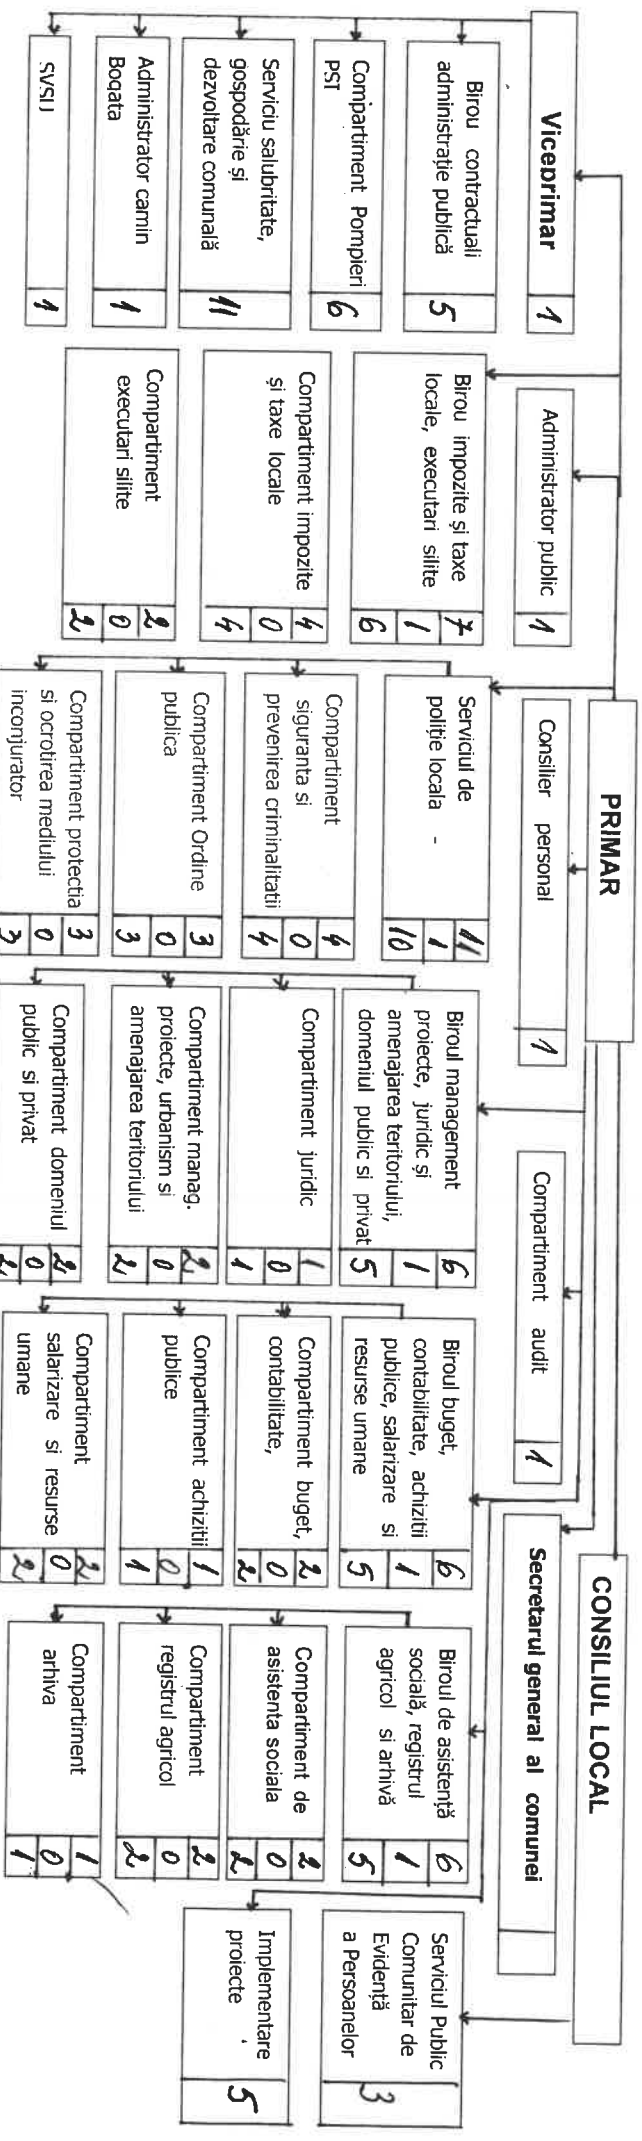 PRIMAR
CONSILIUL LOCAL
Viceprimar
1
Administrator public
1
Consilier personal
1
Compartiment audit
1
Secretarul general al comunei
Birou contractuali
administrație publică
5
Compartiment Pompieri
PSI
6
Serviciu salubritate,
gospodărie și
dezvoltare comunală
11
Administrator camin
Bogata
1
SVSU
1
Birou impozite și taxe
locale, executari silite
7
1
6
Compartiment impozite
și taxe locale
4
0
4
Compartiment
executari silite
2
0
2
Serviciul de
poliție locala -
11
1
10
Compartiment
siguranta si
prevenirea criminalitatii
4
0
4
Compartiment Ordine
publica
3
0
3
Compartiment protectia
si ocrotirea mediului
inconjurator
3
0
3
Biroul management
proiecte, juridic și
amenajarea teritoriului,
domeniul public si privat
6
1
5
Compartiment juridic
1
0
1
Compartiment manag.
proiecte, urbanism si
amenajarea teritoriului
2
0
2
Compartiment domeniul
public si privat
2
0
2
Biroul buget,
contabilitate, achizitii
publice, salarizare si
resurse umane
6
1
5
Compartiment buget,
contabilitate,
2
0
2
Compartiment achizitii
publice
1
0
1
Compartiment
salarizare si resurse
umane
2
0
2
Biroul de asistență
socială, registrul
agricol si arhivă
6
1
5
Compartiment de
asistenta sociala
2
0
2
Compartiment
registrul agricol
2
0
2
Compartiment
arhiva
1
0
1
Serviciul Public
Comunitar de
Evidență
a Persoanelor
3
Implementare
proiecte
5